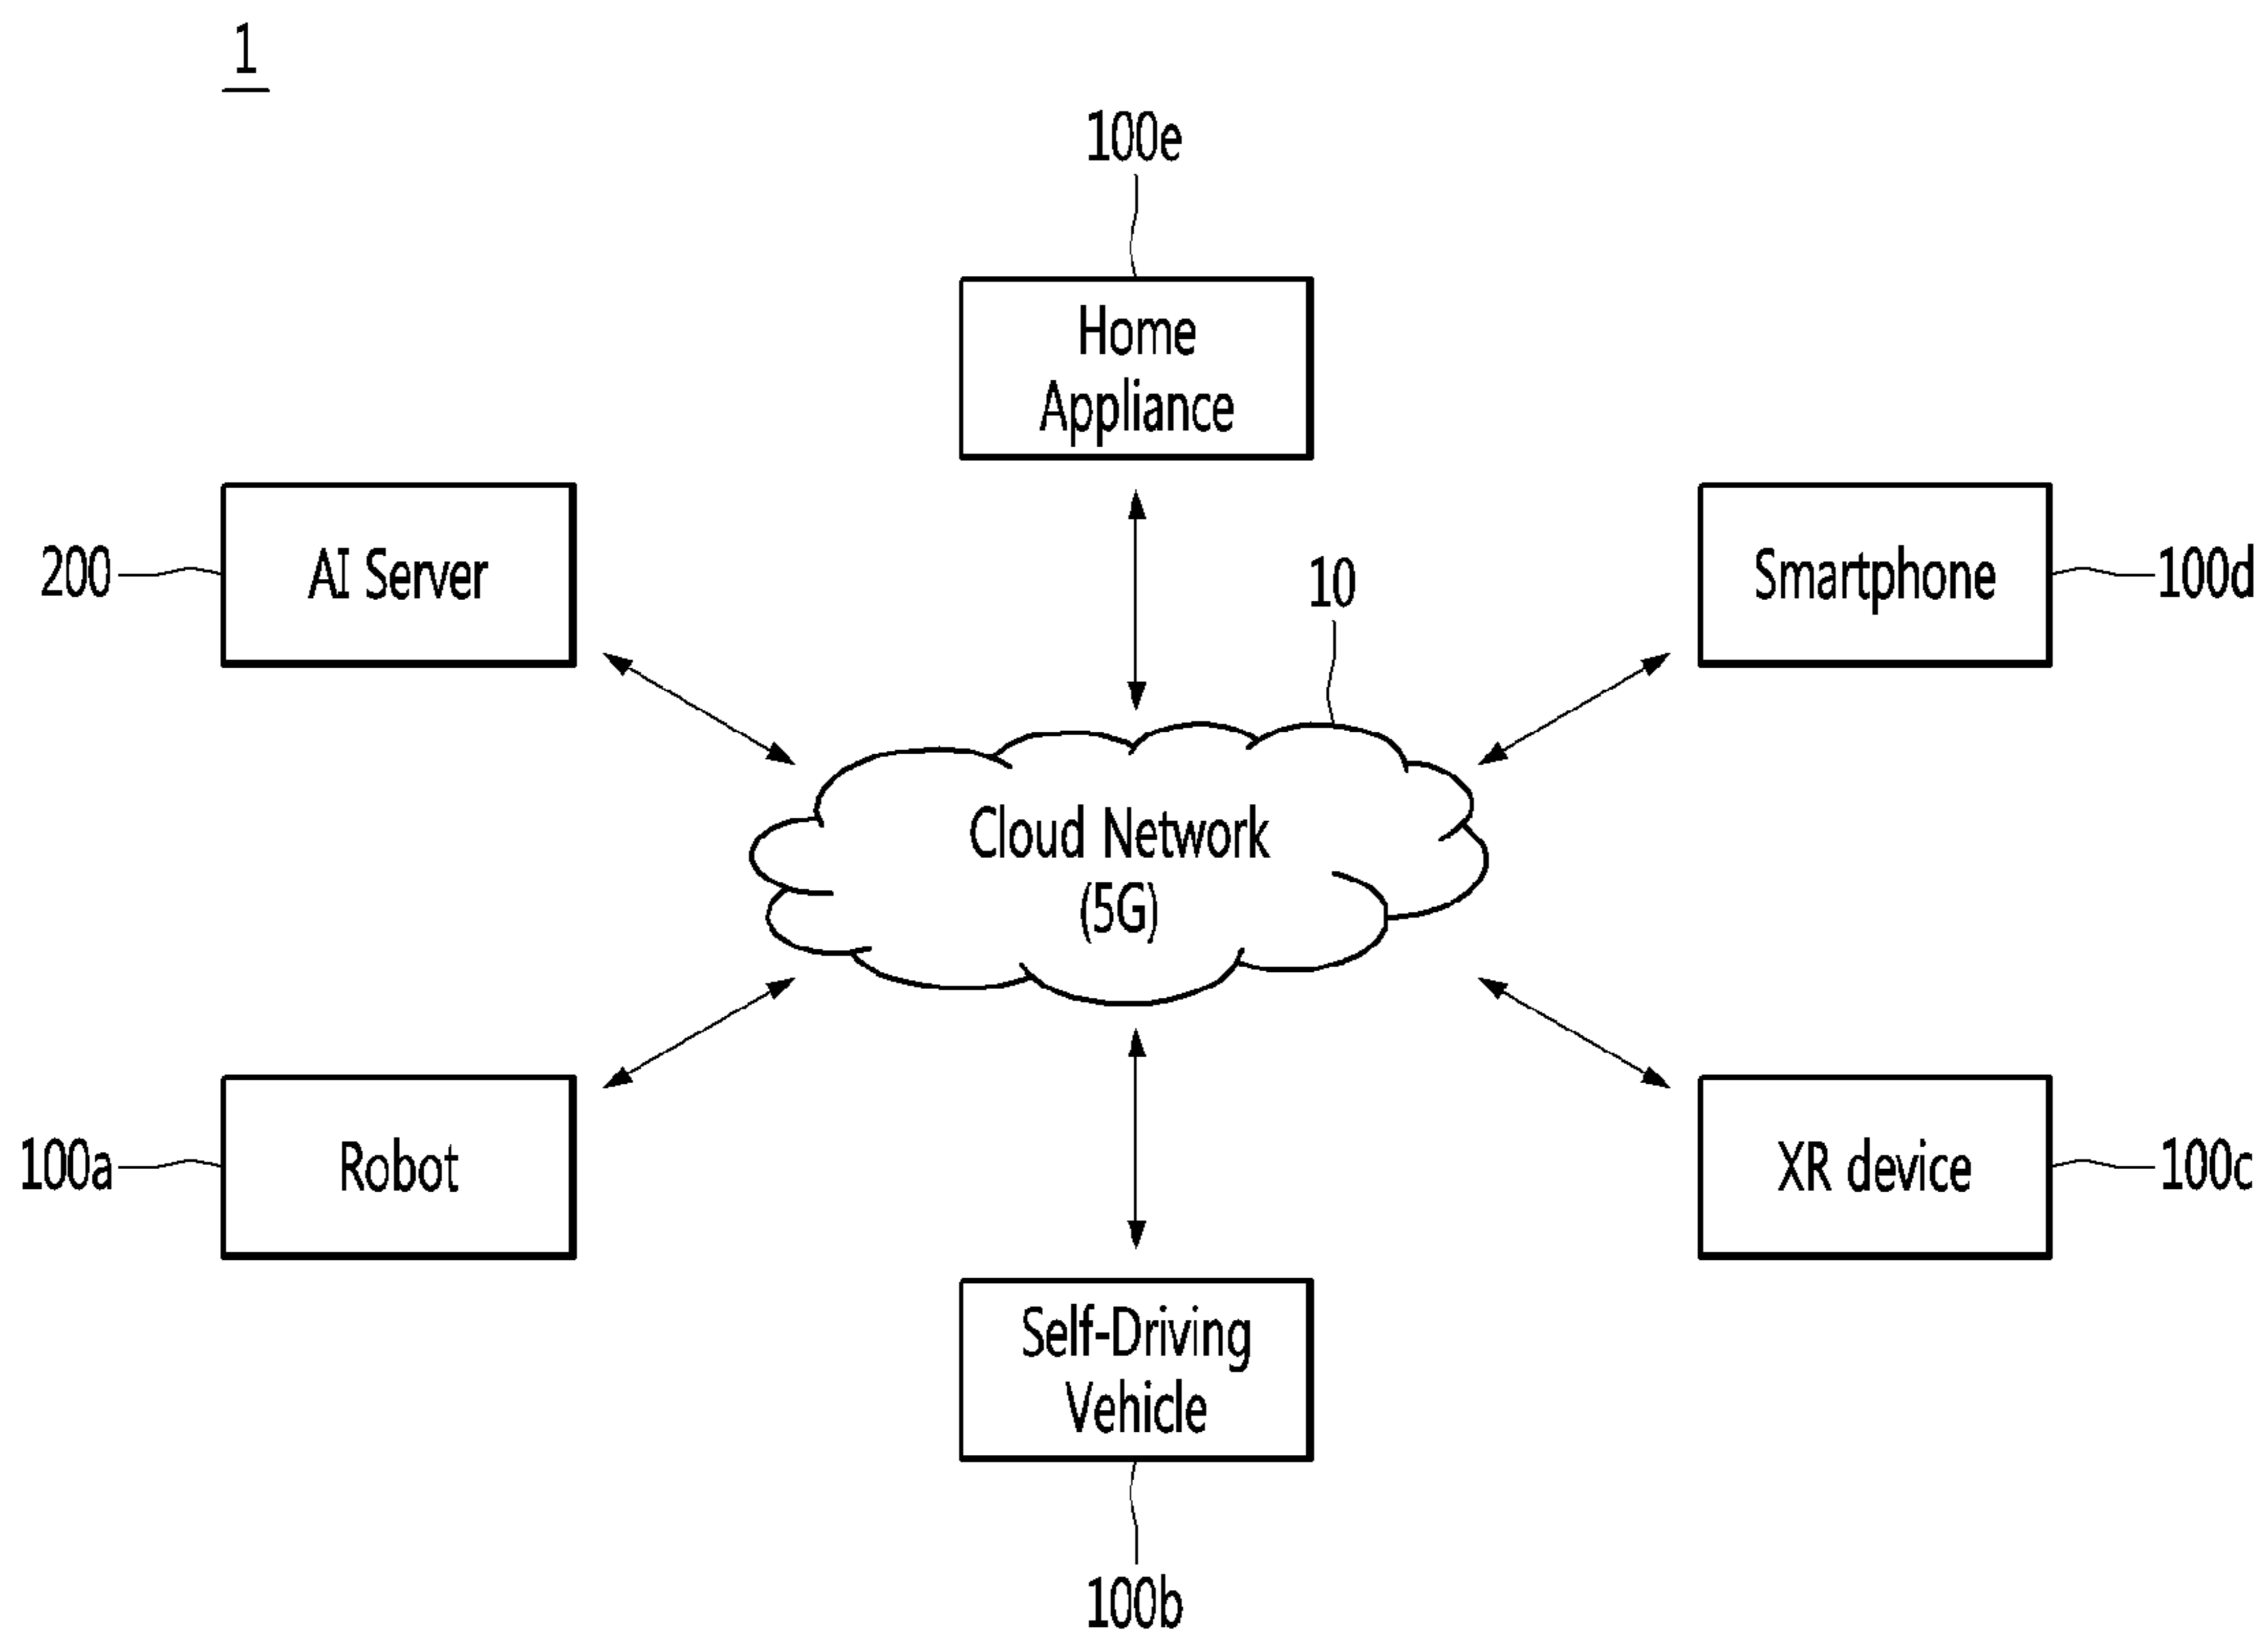 1
100e
Home
Appliance
200
AI Server
10
Smartphone
100d
Cloud Network
(5G)
100a
Robot
XR device
100c
Self-Driving
Vehicle
100b